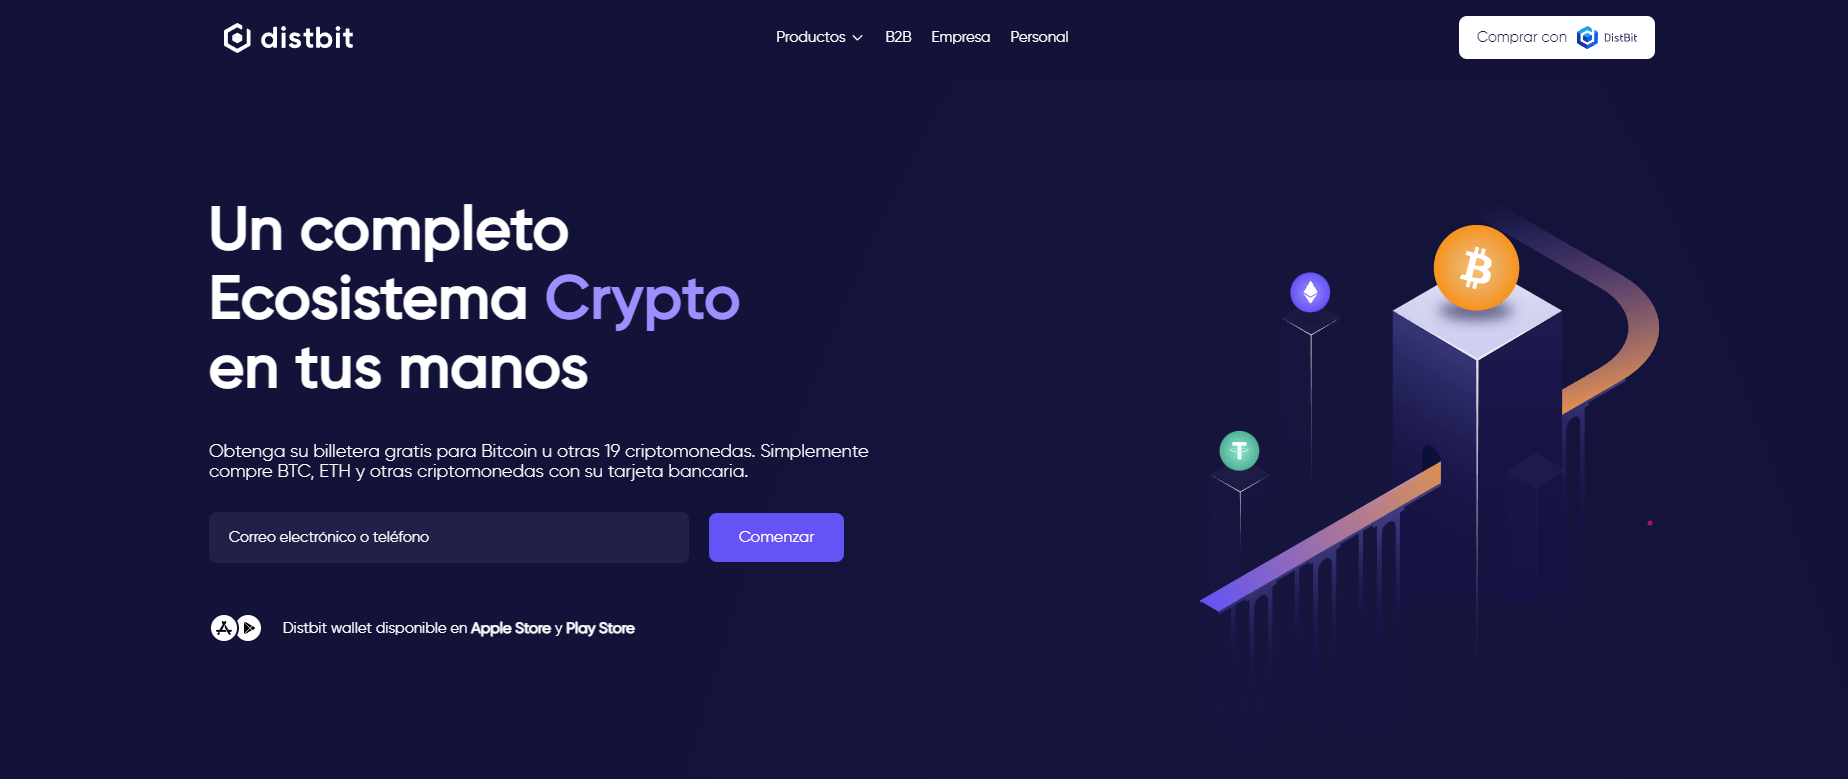 distbit
Productos
B2B
Empresa
Personal
Comprar con DistBit
Un completo
Ecosistema Crypto
en tus manos
Obtenga su billetera gratis para Bitcoin u otras 19 criptomonedas. Simplemente
compre BTC, ETH y otras criptomonedas con su tarjeta bancaria.
Correo electrónico o teléfono
Comenzar
Distbit wallet disponible en Apple Store y Play Store